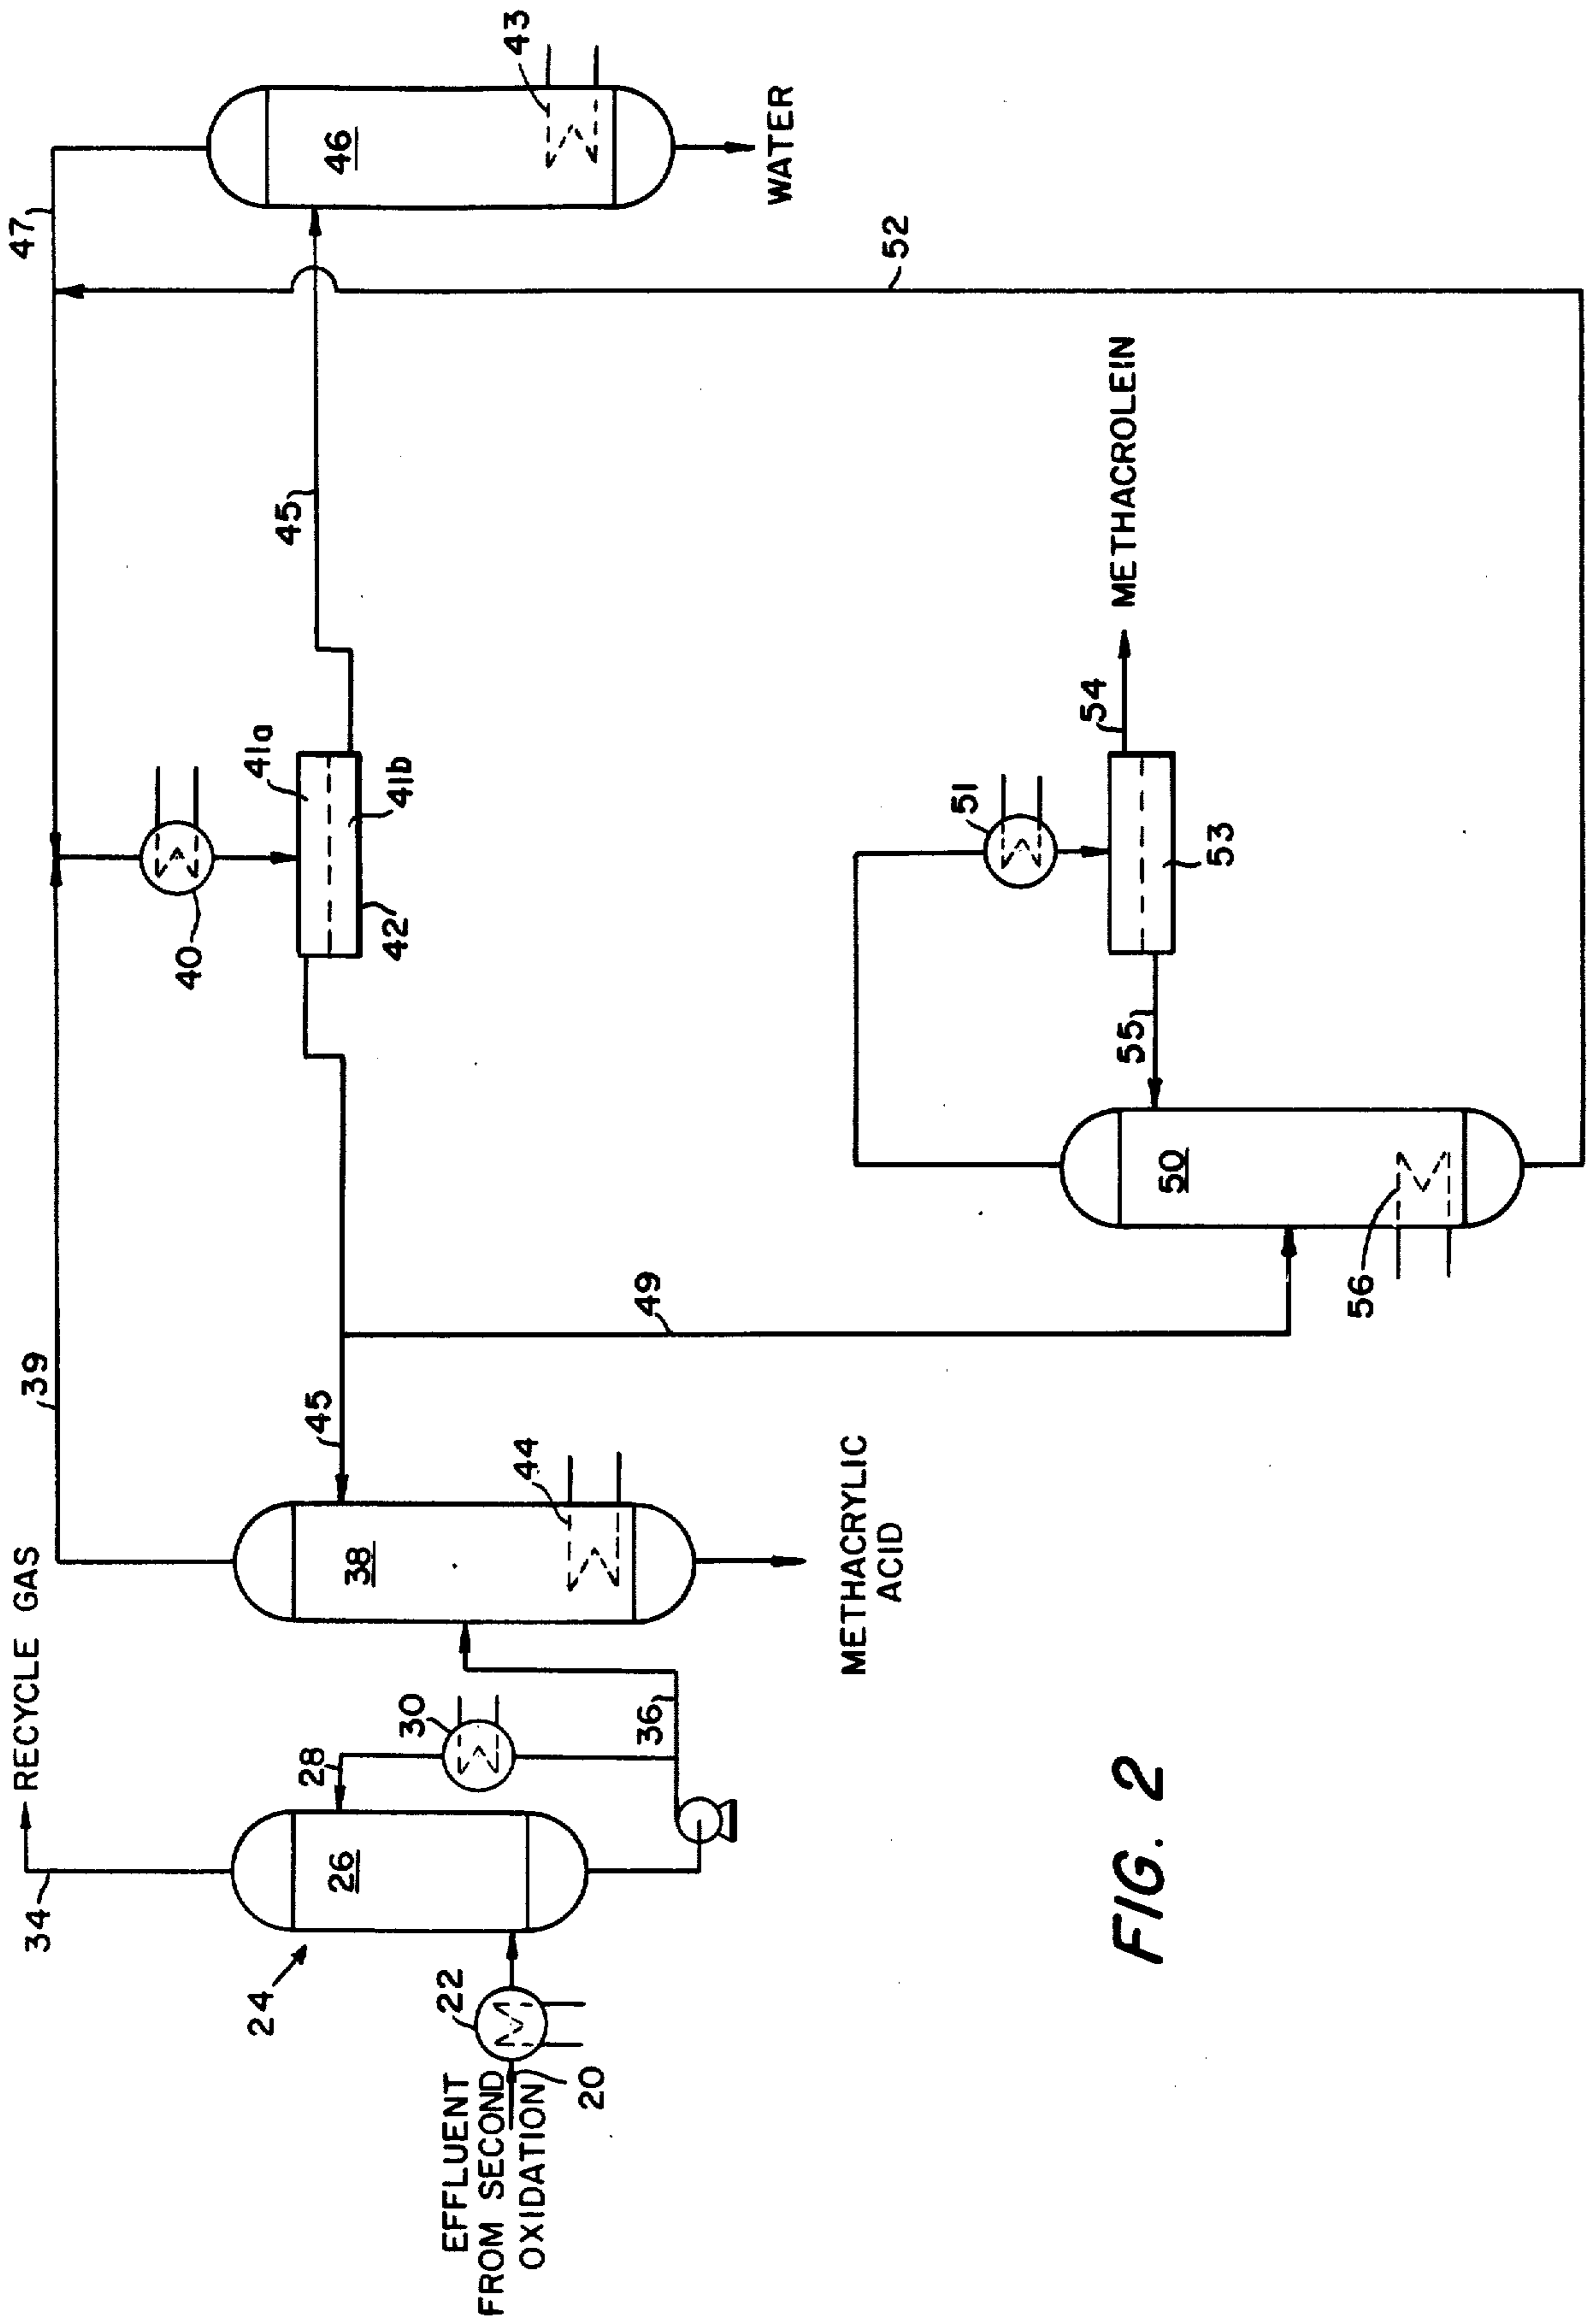 34
RECYCLE GAS
39
47
24
26
28
30
38
45
44
40
41a
41b
42
45
46
43
WATER
EFFLUENT
FROM SECOND
OXIDATION
20
22
36
METHACRYLIC
ACID
49
52
50
51
53
54
55
56
METHACROLEIN
FIG. 2